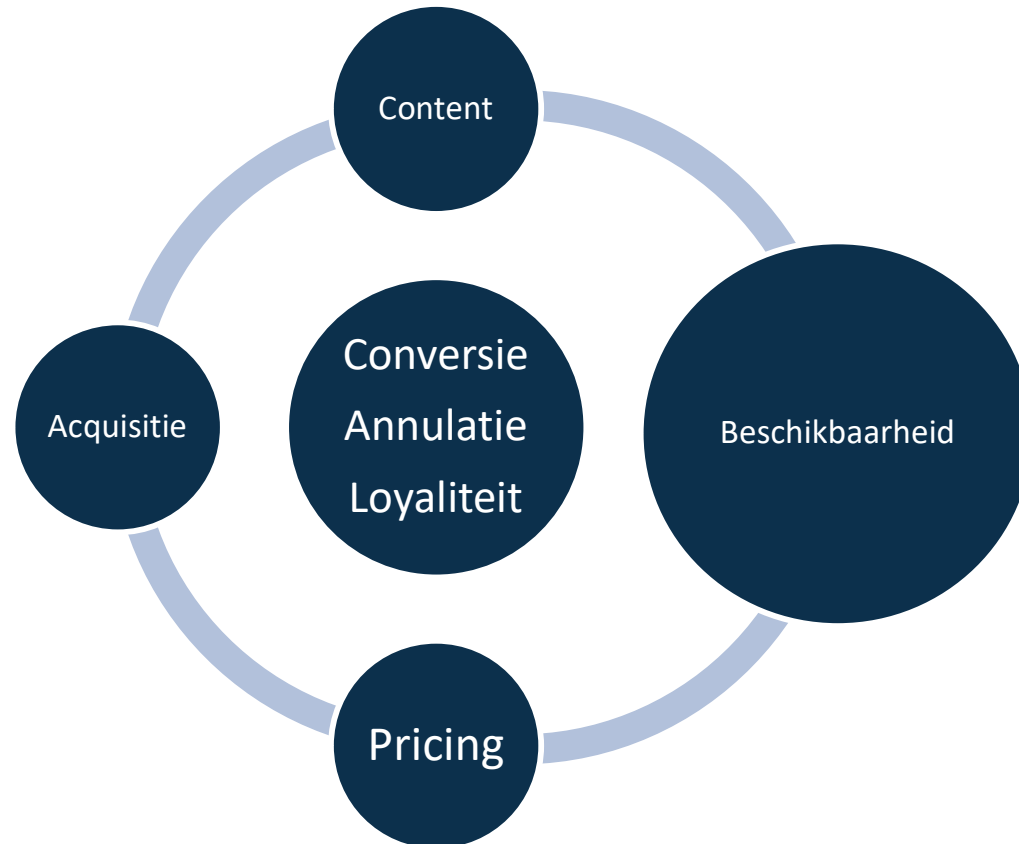 Content
Conversie
Annulatie
Loyaliteit
Acquisitie
Beschikbaarheid
Pricing